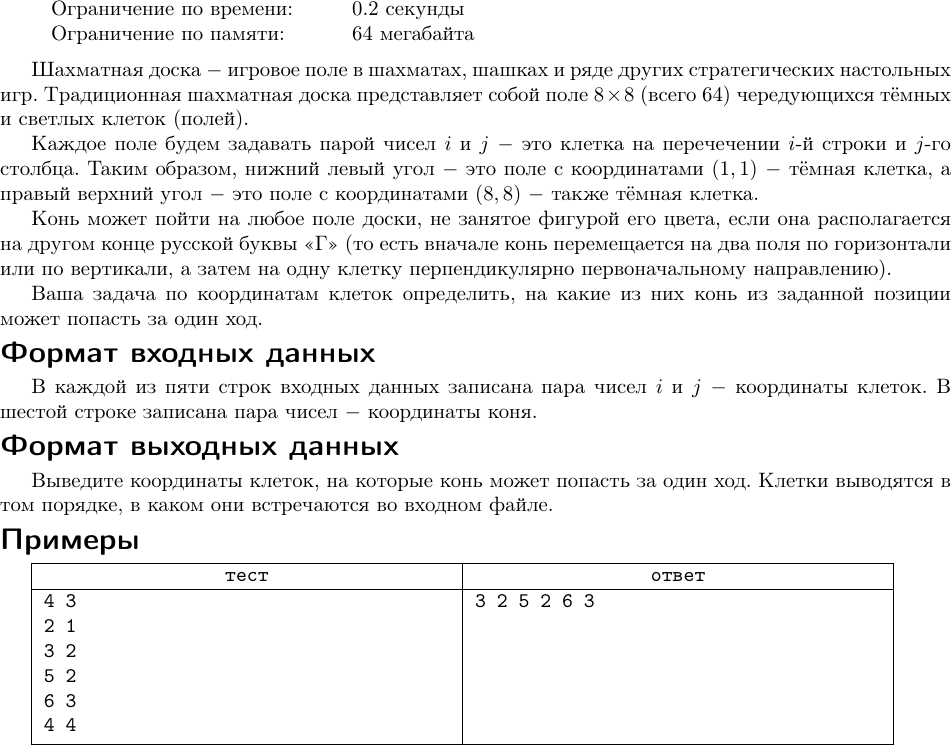 Ограничение по времени: 0.2 секунды
Ограничение по памяти: 64 мегабайта
Шахматная доска – игровое поле в шахматах, шашках и ряде других стратегических настольных
игр. Традиционная шахматная доска представляет собой поле 8×8 (всего 64) чередующихся тёмных
и светлых клеток (полей).
Каждое поле будем задавать парой чисел i и j – это клетка на перечечении i-й строки и j-го
столбца. Таким образом, нижний левый угол – это поле с координатами (1, 1) – тёмная клетка, а
правый верхний угол – это поле с координатами (8, 8) – также тёмная клетка.
Конь может пойти на любое поле доски, не занятое фигурой его цвета, если она располагается
на другом конце русской буквы «Г» (то есть вначале конь перемещается на два поля по горизонтали
или по вертикали, а затем на одну клетку перпендикулярно первоначальному направлению).
Ваша задача по координатам клеток определить, на какие из них конь из заданной позиции
может попасть за один ход.
Формат входных данных
В каждой из пяти строк входных данных записана пара чисел i и j – координаты клеток. В
шестой строке записана пара чисел – координаты коня.
Формат выходных данных
Выведите координаты клеток, на которые конь может попасть за один ход. Клетки выводятся в
том порядке, в каком они встречаются во входном файле.
Примеры
тест ответ
4 3 3 2 5 2 6 3
2 1
3 2
5 2
6 3
4 4